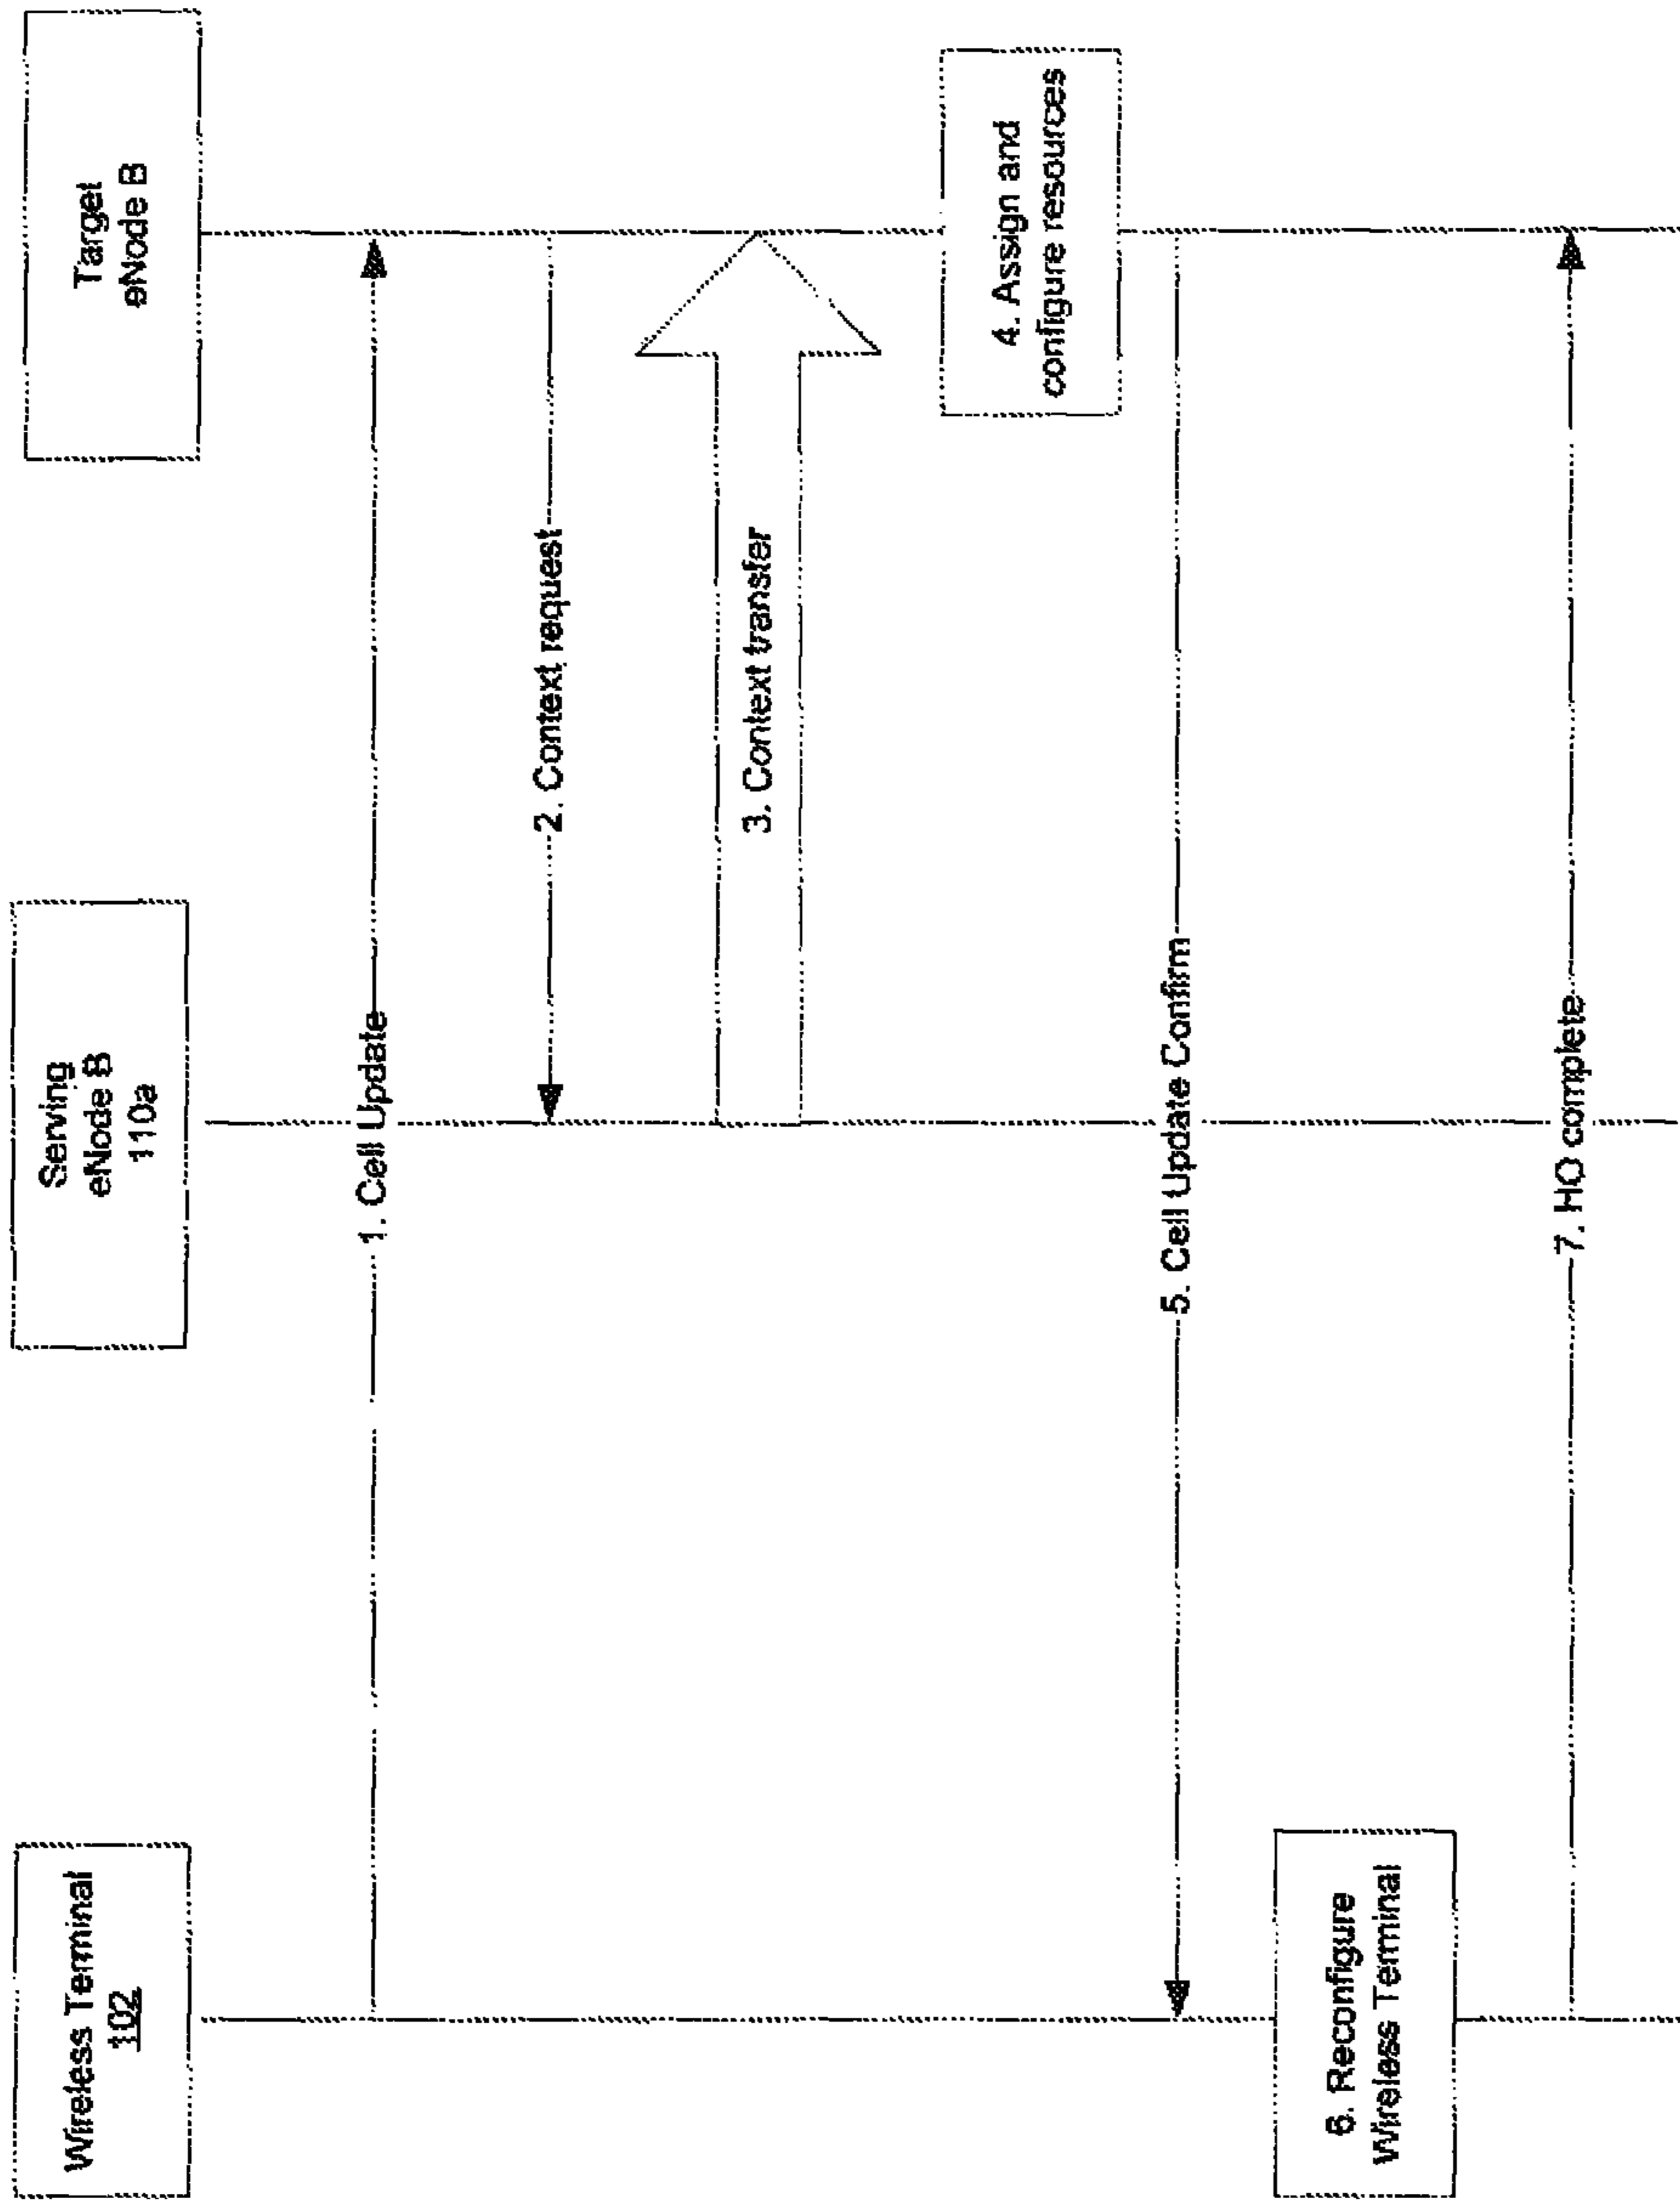 Wireless Terminal
102
Serving
eNode B
110a
Target
eNode B
1. Cell Update
2. Context request
3. Context transfer
4. Assign and
configure resources
5. Cell Update Confirm
6. Reconfigure
Wireless Terminal
7. HO complete